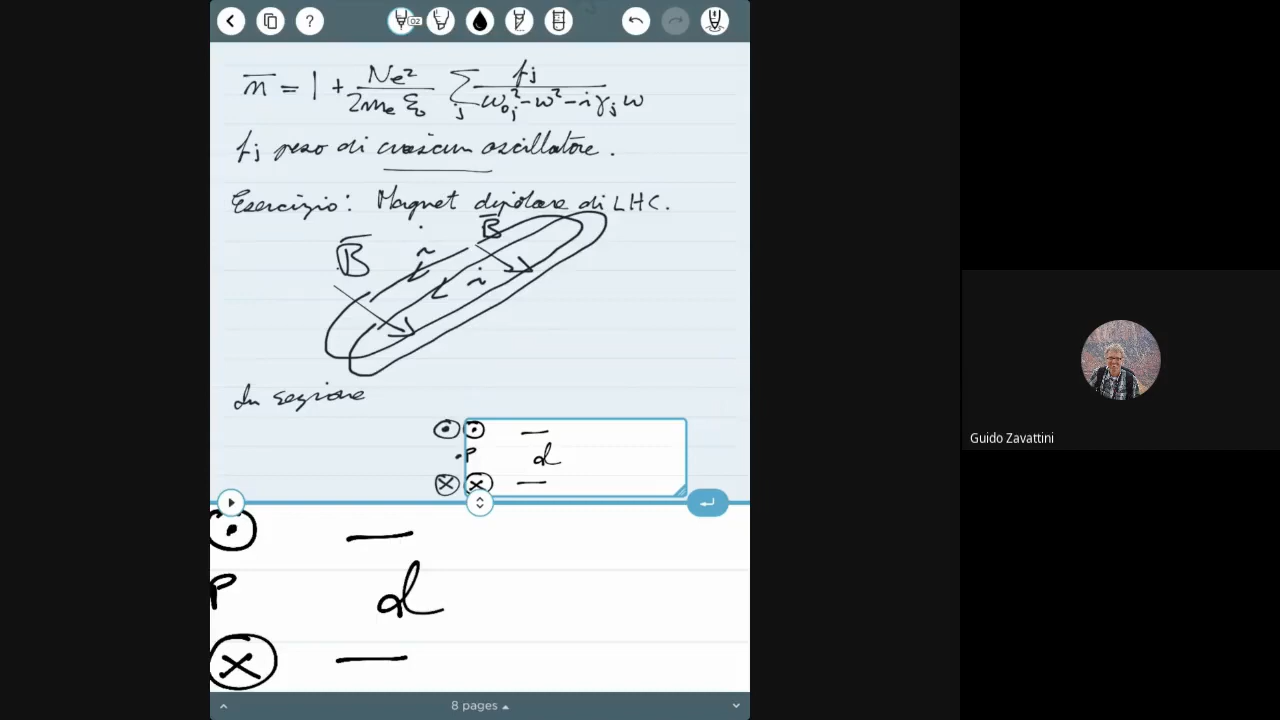 02
?
n̄ = 1 + Ne²/2mₑε₀ Σⱼ fⱼ/ω₀ⱼ² - ω² - iγⱼω
fj peso di ciascun oscillatore.
Esercizio: Magnet dipolare di LHC.
B̄ i B̄
i
In sezione
P d
P d
8 pages
Guido Zavattini